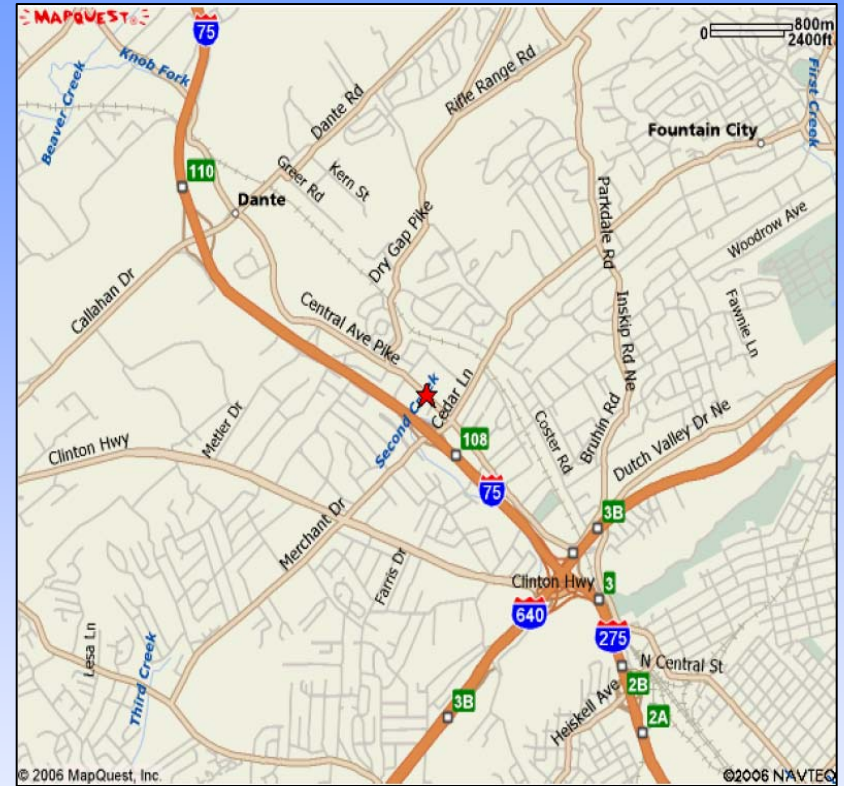 MAPQUEST
75
0 800m
2400ft
Knob Fork
First Creek
Beaver Creek
Dante Rd
Rifle Range Rd
Fountain City
110
Greer Rd
Kern St
Dante
Parkdale Rd
Dry Gap Pike
Woodrow Ave
Callahan Dr
Central Ave Pike
Inskip Rd Ne
Fawnie Ln
Second Creek
Cedar Ln
Metler Dr
Clinton Hwy
108
Coster Rd
Bruhin Rd
Dutch Valley Dr Ne
75
3B
Merchant Dr
Farris Dr
Clinton Hwy
3
640
275
Lesa Ln
Third Creek
N Central St
2B
Heiskell Ave
3B
2A
© 2006 MapQuest, Inc.
©2006 NAVTEQ